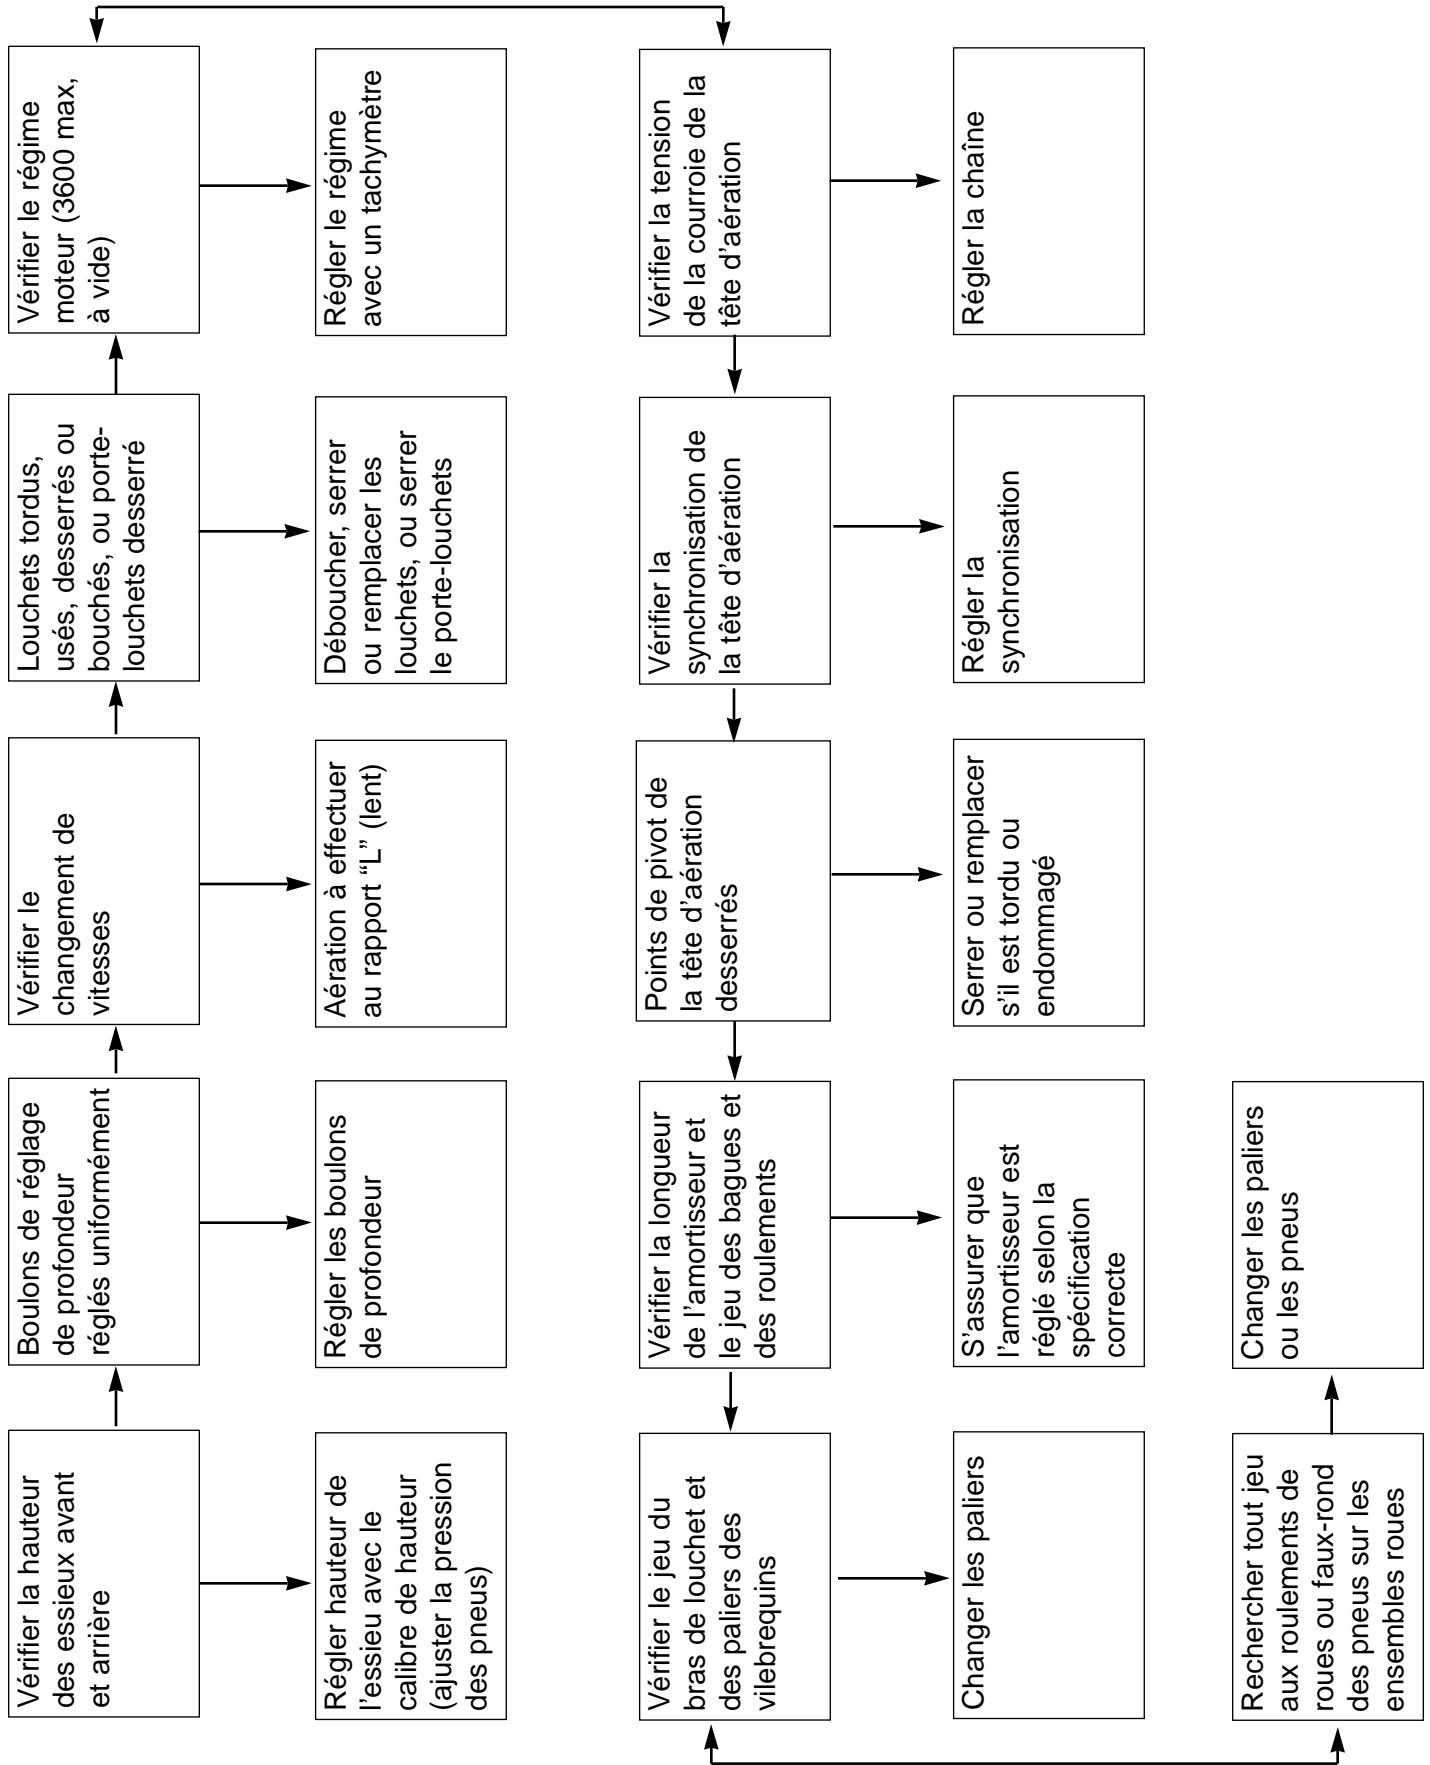 Vérifier la hauteur
des essieux avant
et arrière
Boulons de réglage
de profondeur
réglés uniformément
Vérifier le
changement de
vitesses
Louchets tordus,
usés, desserrés ou
bouchés, ou porte-
louchets desserré
Vérifier le régime
moteur (3600 max,
à vide)
Régler hauteur de
l'essieu avec le
calibre de hauteur
(ajuster la pression
des pneus)
Régler les boulons
de profondeur
Aération à effectuer
au rapport “L” (lent)
Déboucher, serrer
ou remplacer les
louchets, ou serrer
le porte-louchets
Régler le régime
avec un tachymètre
Vérifier le jeu du
bras de louchet et
des paliers des
vilebrequins
Vérifier la longueur
de l'amortisseur et
le jeu des bagues et
des roulements
Points de pivot de
la tête d’aération
desserrés
Vérifier la
synchronisation de
la tête d’aération
Vérifier la tension
de la courroie de la
tête d’aération
Changer les paliers
S’assurer que
l’amortisseur est
réglé selon la
spécification
correcte
Serrer ou remplacer
s’il est tordu ou
endommagé
Régler la
synchronisation
Régler la chaîne
Rechercher tout jeu
aux roulements de
roues ou faux-rond
des pneus sur les
ensembles roues
Changer les paliers
ou les pneus